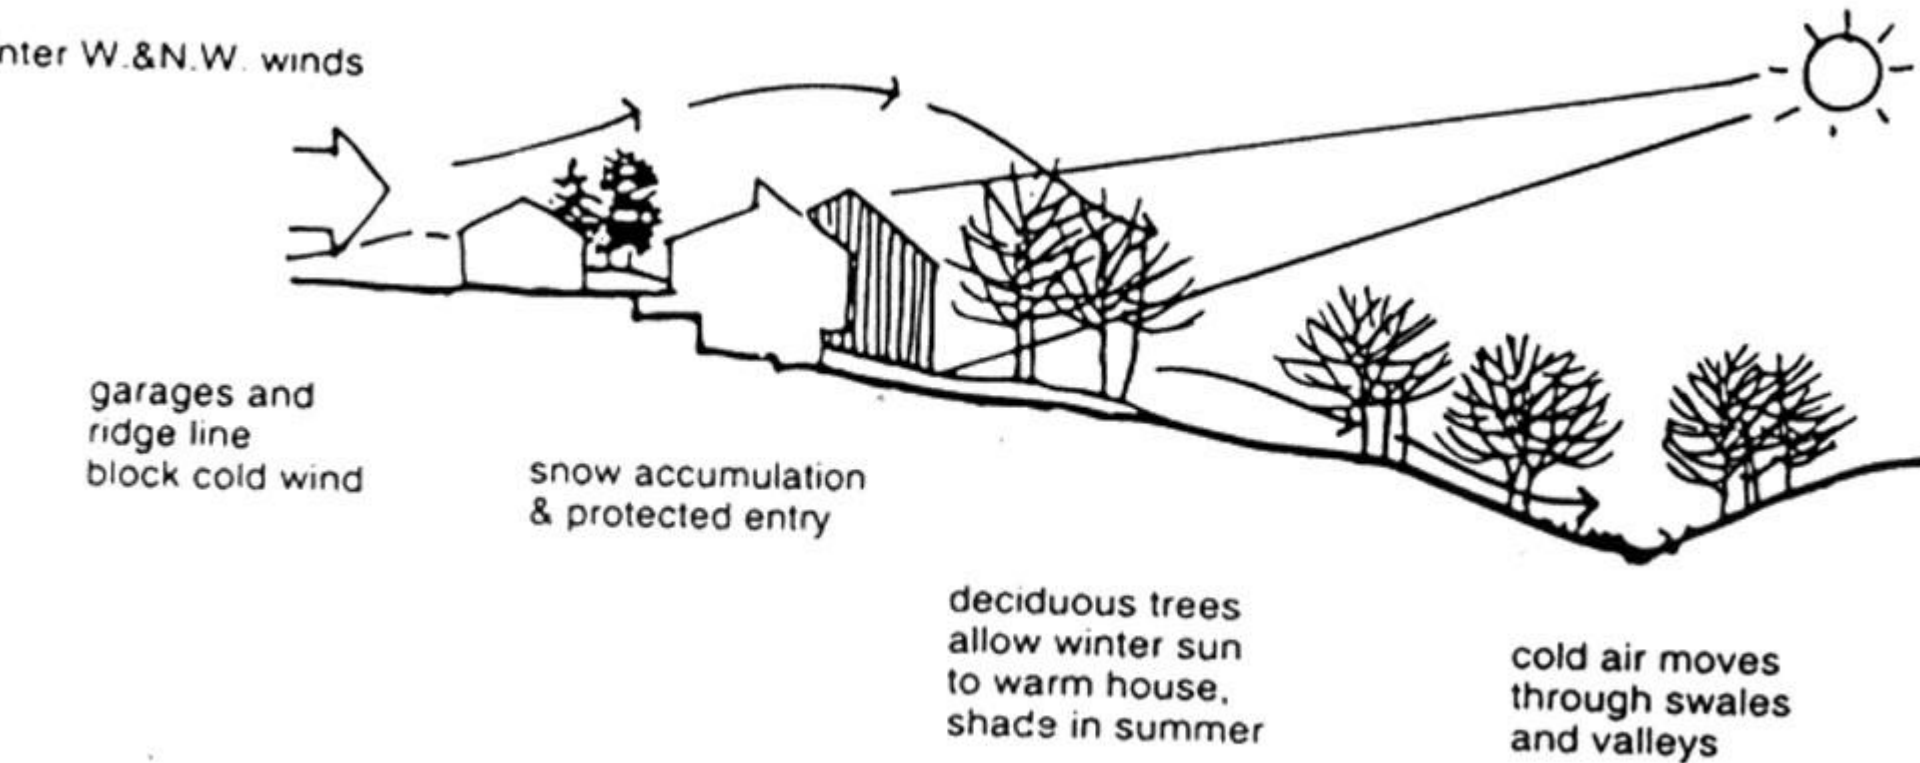 nter W.&N.W. winds
garages and
ridge line
block cold wind
snow accumulation
& protected entry
deciduous trees
allow winter sun
to warm house,
shade in summer
cold air moves
through swales
and valleys